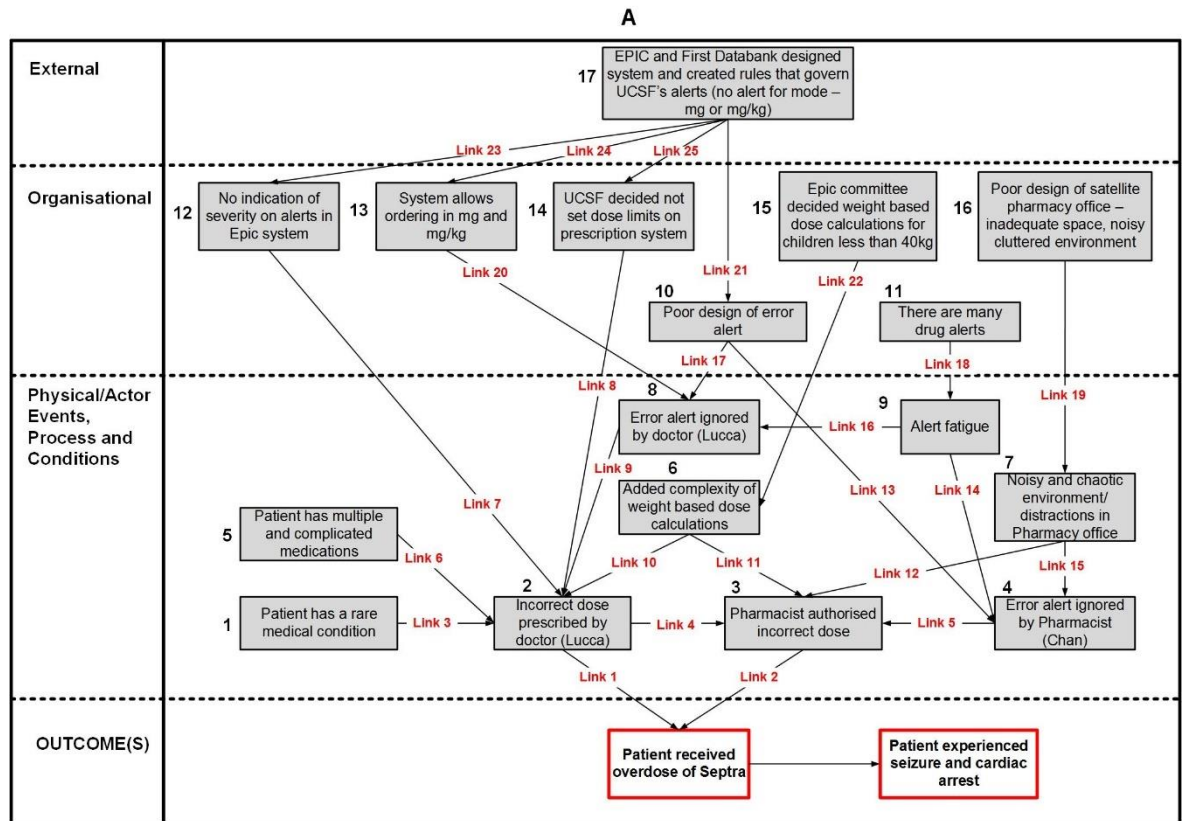 A
External
17
EPIC and First Databank designed
system and created rules that govern
UCSF's alerts (no alert for mode –
mg or mg/kg)
Link 23
Link 24
Link 25
Organisational
12
No indication of
severity on alerts in
Epic system
13
System allows
ordering in mg and
mg/kg
14
UCSF decided not
set dose limits on
prescription system
15
Epic committee
decided weight based
dose calculations for
children less than 40kg
16
Poor design of satellite
pharmacy office –
inadequate space, noisy
cluttered environment
Link 20
Link 21
Link 22
10
Poor design of error
alert
11
There are many
drug alerts
Link 17
Link 18
Physical/Actor
Events,
Process and
Conditions
Link 8
Link 19
8
Error alert ignored
by doctor (Lucca)
Link 16
9
Alert fatigue
Link 9
6
Added complexity of
weight based dose
calculations
Link 13
Link 14
7
Noisy and chaotic
environment/
distractions in
Pharmacy office
Link 7
5
Patient has multiple
and complicated
medications
Link 6
Link 10
Link 11
Link 12
Link 15
1
Patient has a rare
medical condition
Link 3
2
Incorrect dose
prescribed by
doctor (Lucca)
Link 4
3
Pharmacist authorised
incorrect dose
Link 5
4
Error alert ignored
by Pharmacist
(Chan)
Link 1
Link 2
OUTCOME(S)
Patient received
overdose of Septra
Patient experienced
seizure and cardiac
arrest